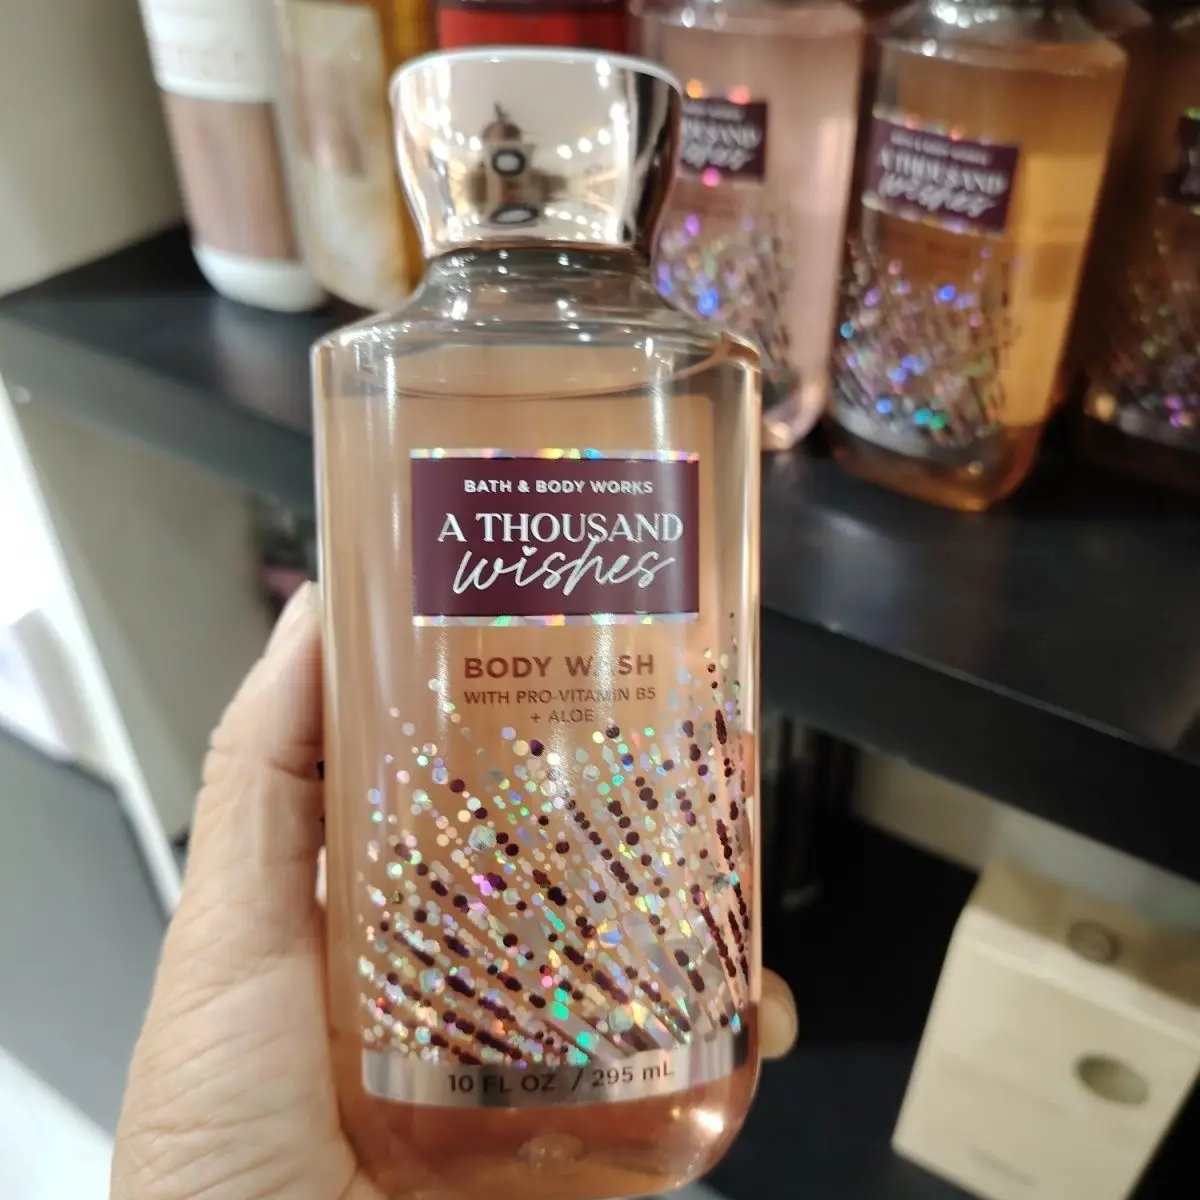 BATH & BODY WORKS
A THOUSAND
wishes
BODY WASH
WITH PRO-VITAMIN B5
+ ALOE
10 FL OZ / 295 mL
A THOUSAND
wishes